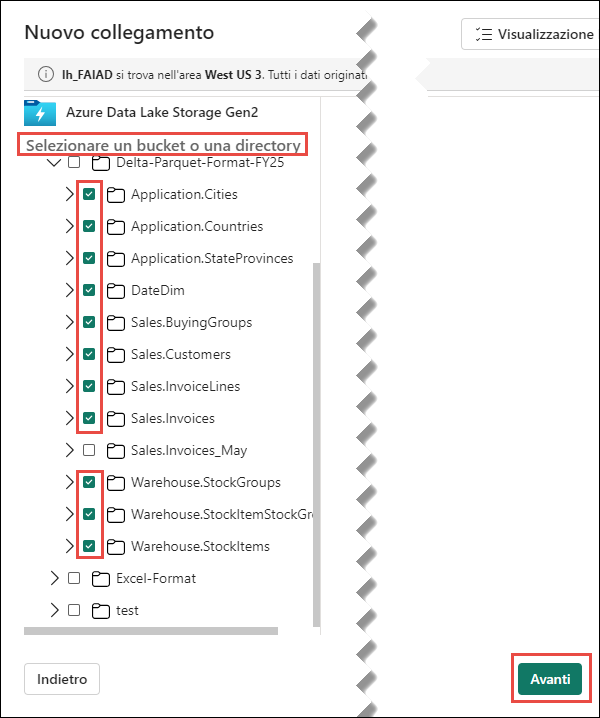 Nuovo collegamento
Visualizzazione
lh_FAIAD si trova nell'area West US 3. Tutti i dati originati
Azure Data Lake Storage Gen2
Selezionare un bucket o una directory
Delta-Parquet-Format-FY25
Application.Cities
Application.Countries
Application.StateProvinces
DateDim
Sales.BuyingGroups
Sales.Customers
Sales.InvoiceLines
Sales.Invoices
Sales.Invoices_May
Warehouse.StockGroups
Warehouse.StockItemStockGr
Warehouse.StockItems
Excel-Format
test
Indietro
Avanti